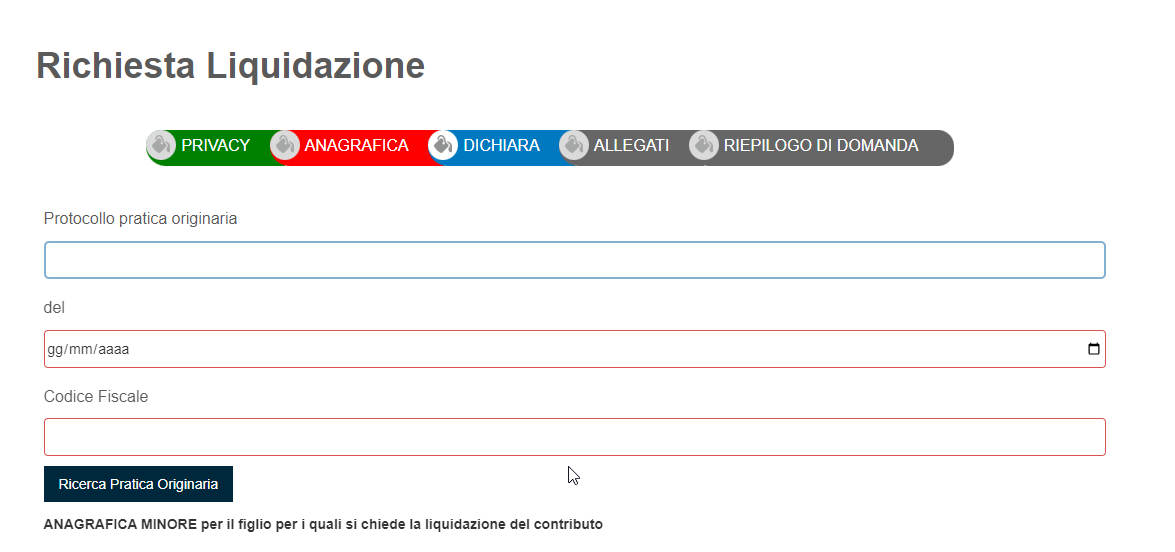 Richiesta Liquidazione
PRIVACY ANAGRAFICA DICHIARA ALLEGATI RIEPILOGO DI DOMANDA
Protocollo pratica originaria
del
gg/mm/aaaa
Codice Fiscale
Ricerca Pratica Originaria
ANAGRAFICA MINORE per il figlio per i quali si chiede la liquidazione del contributo